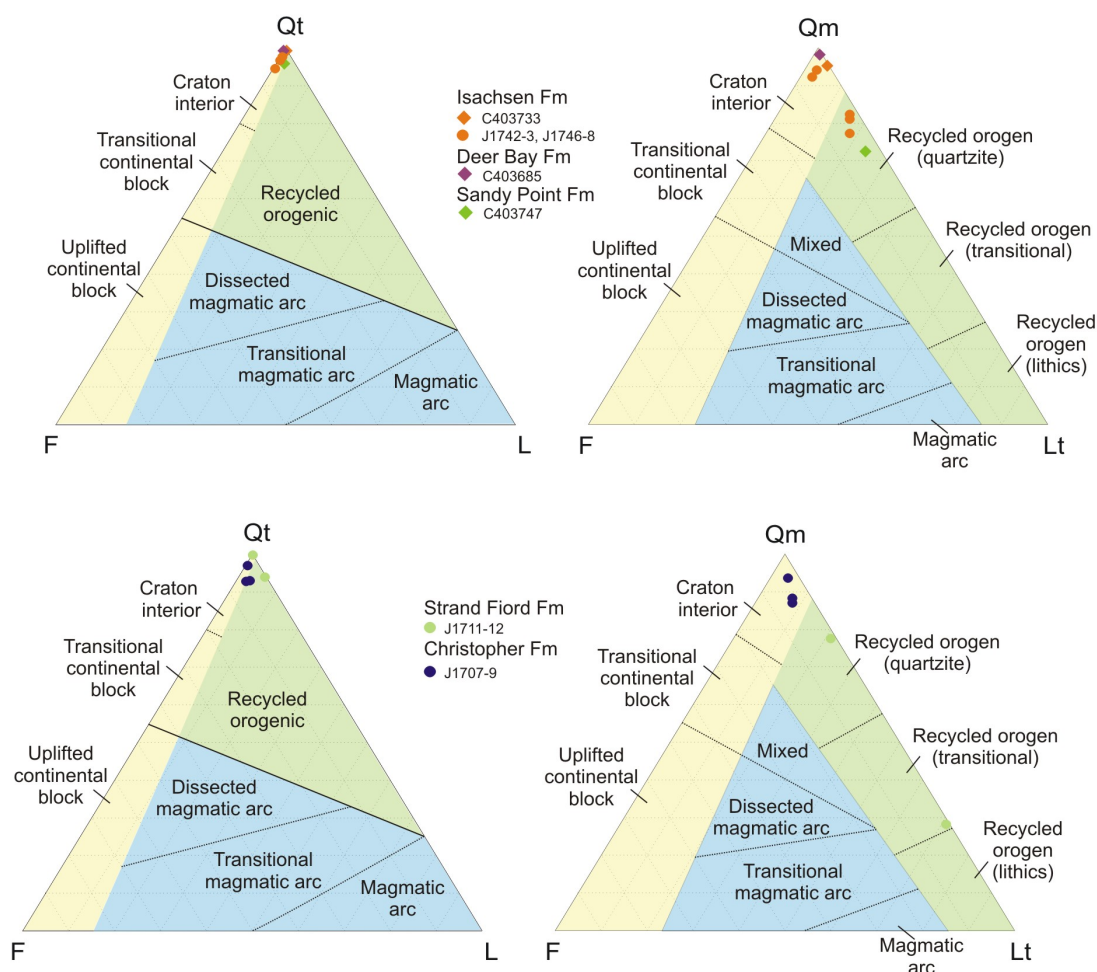 Qt
Craton
interior
Transitional
continental
block
Uplifted
continental
block
Recycled
orogenic
Dissected
magmatic arc
Transitional
magmatic arc
Magmatic
arc
F
L
Isachsen Fm
C403733
J1742-3, J1746-8
Deer Bay Fm
C403685
Sandy Point Fm
C403747
Qm
Craton
interior
Transitional
continental
block
Uplifted
continental
block
Mixed
Dissected
magmatic arc
Transitional
magmatic arc
Magmatic
arc
Recycled orogen
(quartzite)
Recycled orogen
(transitional)
Recycled
orogen
(lithics)
F
Lt
Qt
Craton
interior
Transitional
continental
block
Uplifted
continental
block
Recycled
orogenic
Dissected
magmatic arc
Transitional
magmatic arc
Magmatic
arc
F
L
Strand Fiord Fm
J1711-12
Christopher Fm
J1707-9
Qm
Craton
interior
Transitional
continental
block
Uplifted
continental
block
Mixed
Dissected
magmatic arc
Transitional
magmatic arc
Magmatic
arc
Recycled orogen
(quartzite)
Recycled orogen
(transitional)
Recycled
orogen
(lithics)
F
Lt